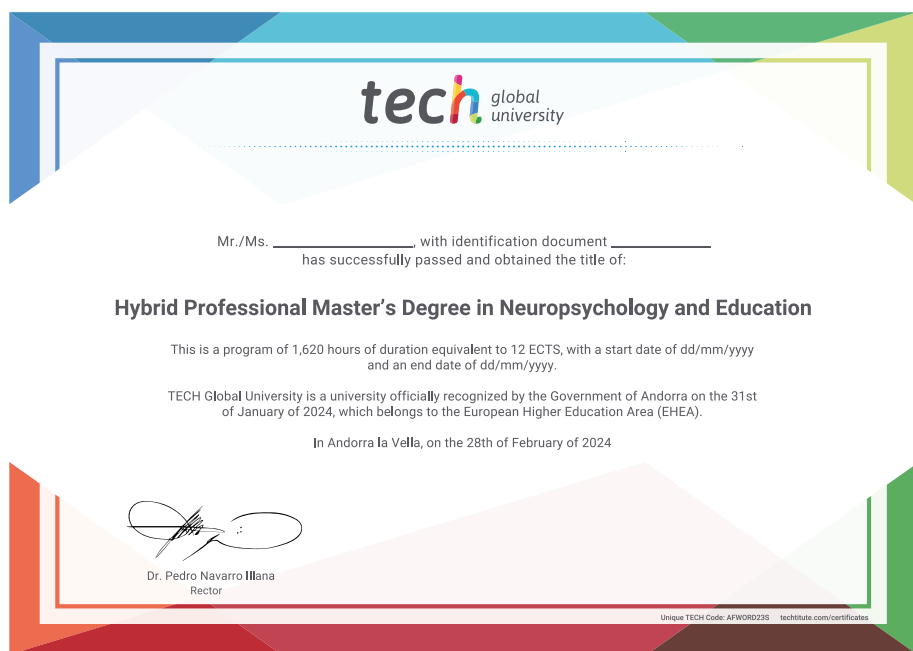 tech global
university
Mr./Ms. ____________________, with identification document ______________
has successfully passed and obtained the title of:
Hybrid Professional Master’s Degree in Neuropsychology and Education
This is a program of 1,620 hours of duration equivalent to 12 ECTS, with a start date of dd/mm/yyyy
and an end date of dd/mm/yyyy.
TECH Global University is a university officially recognized by the Government of Andorra on the 31st
of January of 2024, which belongs to the European Higher Education Area (EHEA).
In Andorra la Vella, on the 28th of February of 2024
Dr. Pedro Navarro Illana
Rector
Unique TECH Code: AFWORD23S techtitute.com/certificates